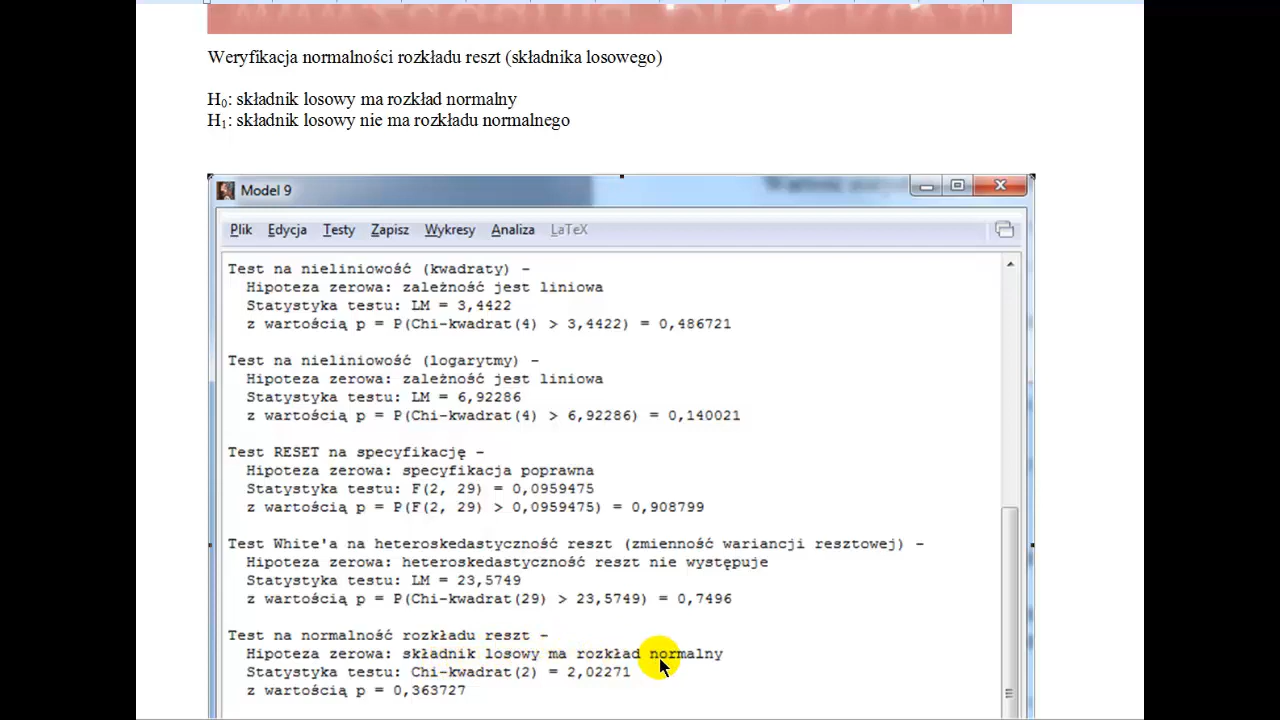 Weryfikacja normalności rozkładu reszt (składnika losowego)
H0: składnik losowy ma rozkład normalny
H1: składnik losowy nie ma rozkładu normalnego
Model 9
Plik Edycja Testy Zapisz Wykresy Analiza LaTeX
Test na nieliniowość (kwadraty) -
Hipoteza zerowa: zależność jest liniowa
Statystyka testu: LM = 3,4422
z wartością p = P(Chi-kwadrat(4) > 3,4422) = 0,486721
Test na nieliniowość (logarytmy) -
Hipoteza zerowa: zależność jest liniowa
Statystyka testu: LM = 6,92286
z wartością p = P(Chi-kwadrat(4) > 6,92286) = 0,140021
Test RESET na specyfikację -
Hipoteza zerowa: specyfikacja poprawna
Statystyka testu: F(2, 29) = 0,0959475
z wartością p = P(F(2, 29) > 0,0959475) = 0,908799
Test White'a na heteroskedastyczność reszt (zmienność wariancji resztowej) -
Hipoteza zerowa: heteroskedastyczność reszt nie występuje
Statystyka testu: LM = 23,5749
z wartością p = P(Chi-kwadrat(29) > 23,5749) = 0,7496
Test na normalność rozkładu reszt -
Hipoteza zerowa: składnik losowy ma rozkład normalny
Statystyka testu: Chi-kwadrat(2) = 2,02271
z wartością p = 0,363727